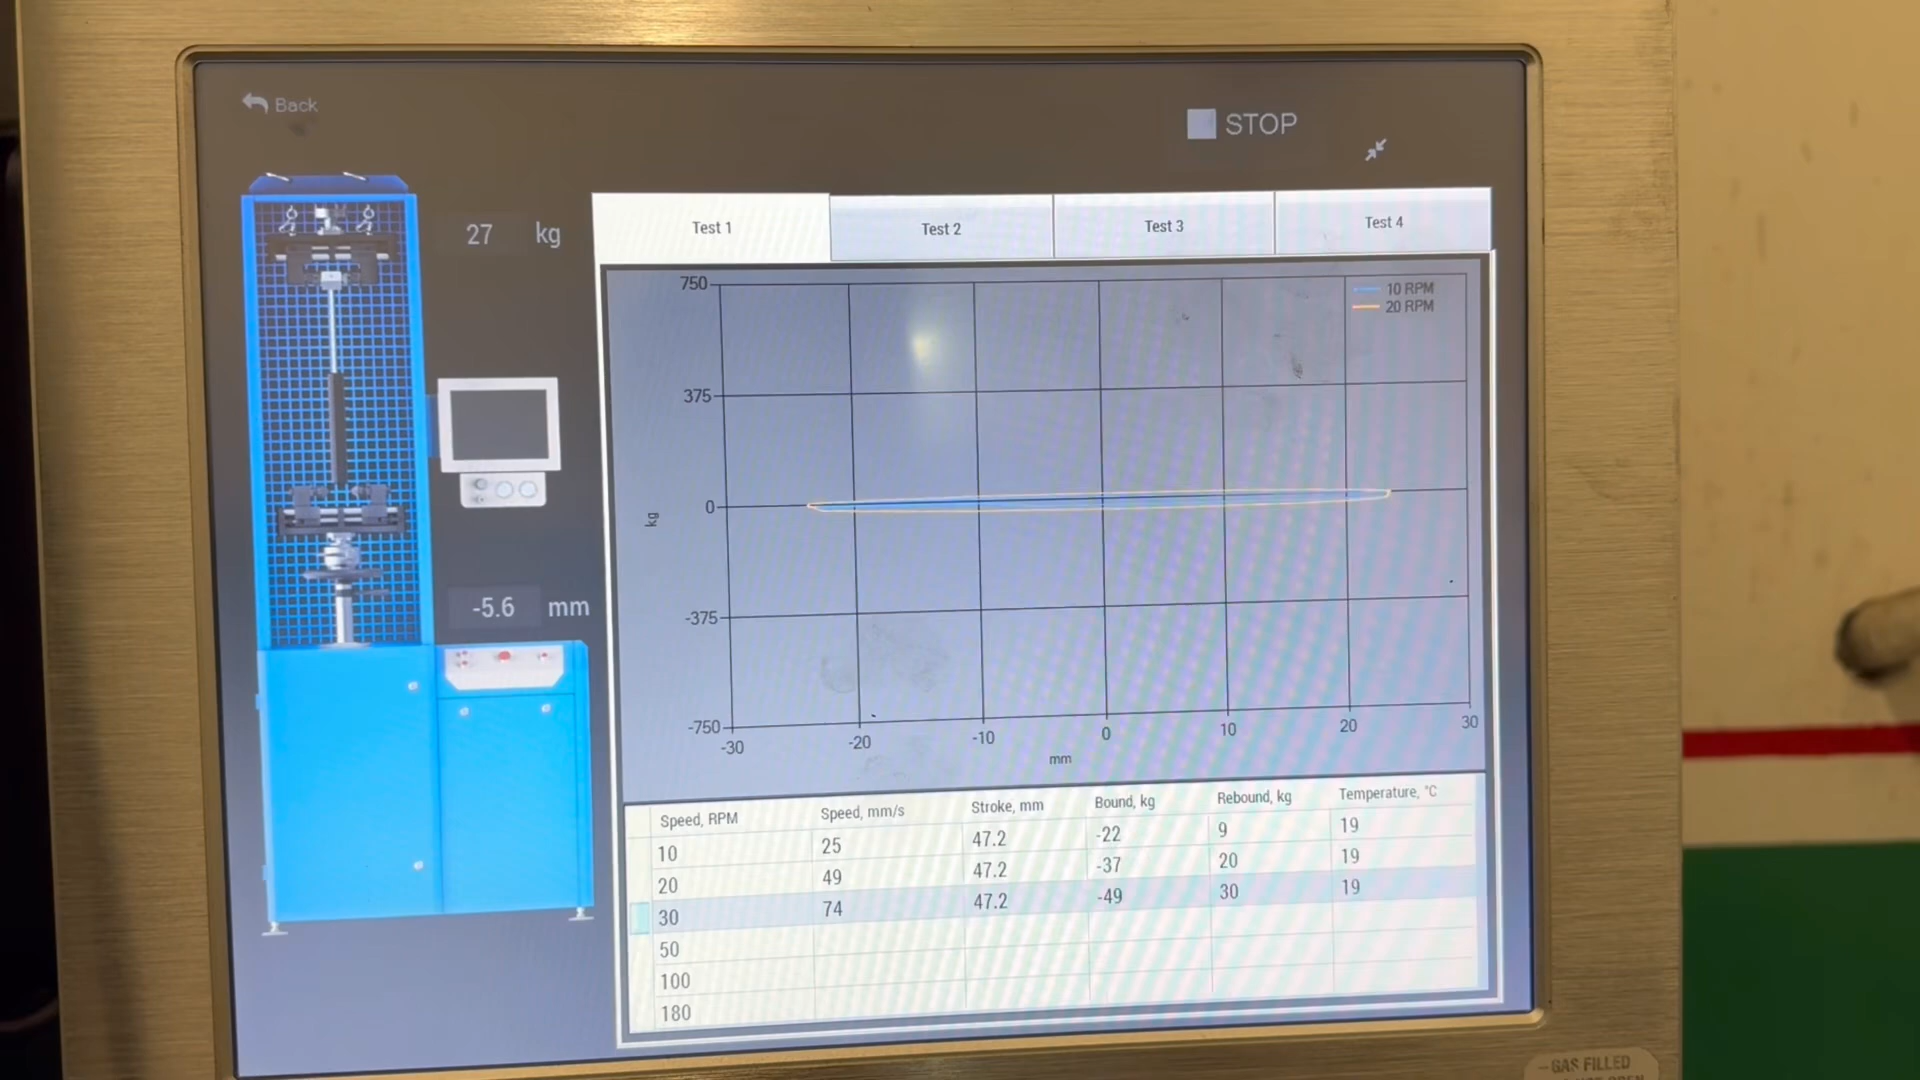 Back
STOP
27 kg
-5.6 mm
Test 1 Test 2 Test 3 Test 4
10 RPM
20 RPM
750
375
0
-375
-750
kg
-30 -20 -10 0 10 20 30
mm
Speed, RPM Speed, mm/s Stroke, mm Bound, kg Rebound, kg Temperature, °C
10 25 47.2 -22 9 19
20 49 47.2 -37 20 19
30 74 47.2 -49 30 19
50
100
180
GAS FILLED